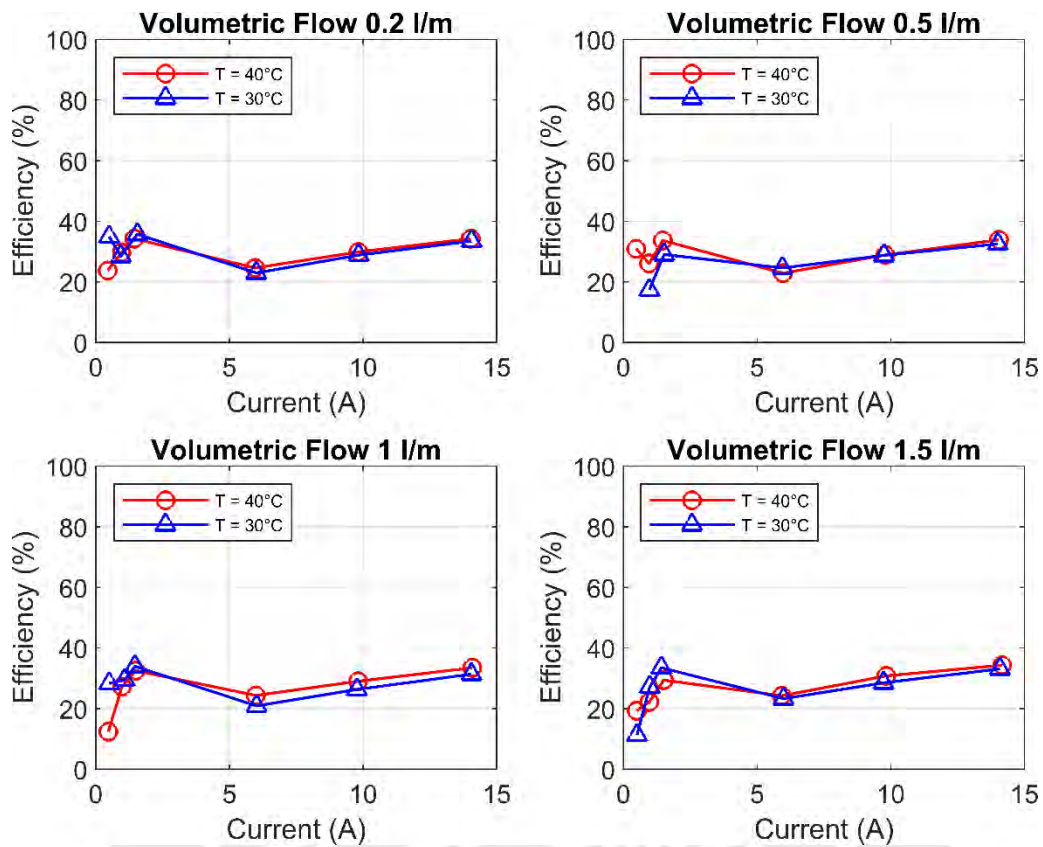 Volumetric Flow 0.2 l/m
100
80
60
40
20
0
Efficiency (%)
T = 40°C
T = 30°C
0 5 10 15
Current (A)
Volumetric Flow 0.5 l/m
100
80
60
40
20
0
Efficiency (%)
T = 40°C
T = 30°C
0 5 10 15
Current (A)
Volumetric Flow 1 l/m
100
80
60
40
20
0
Efficiency (%)
T = 40°C
T = 30°C
0 5 10 15
Current (A)
Volumetric Flow 1.5 l/m
100
80
60
40
20
0
Efficiency (%)
T = 40°C
T = 30°C
0 5 10 15
Current (A)